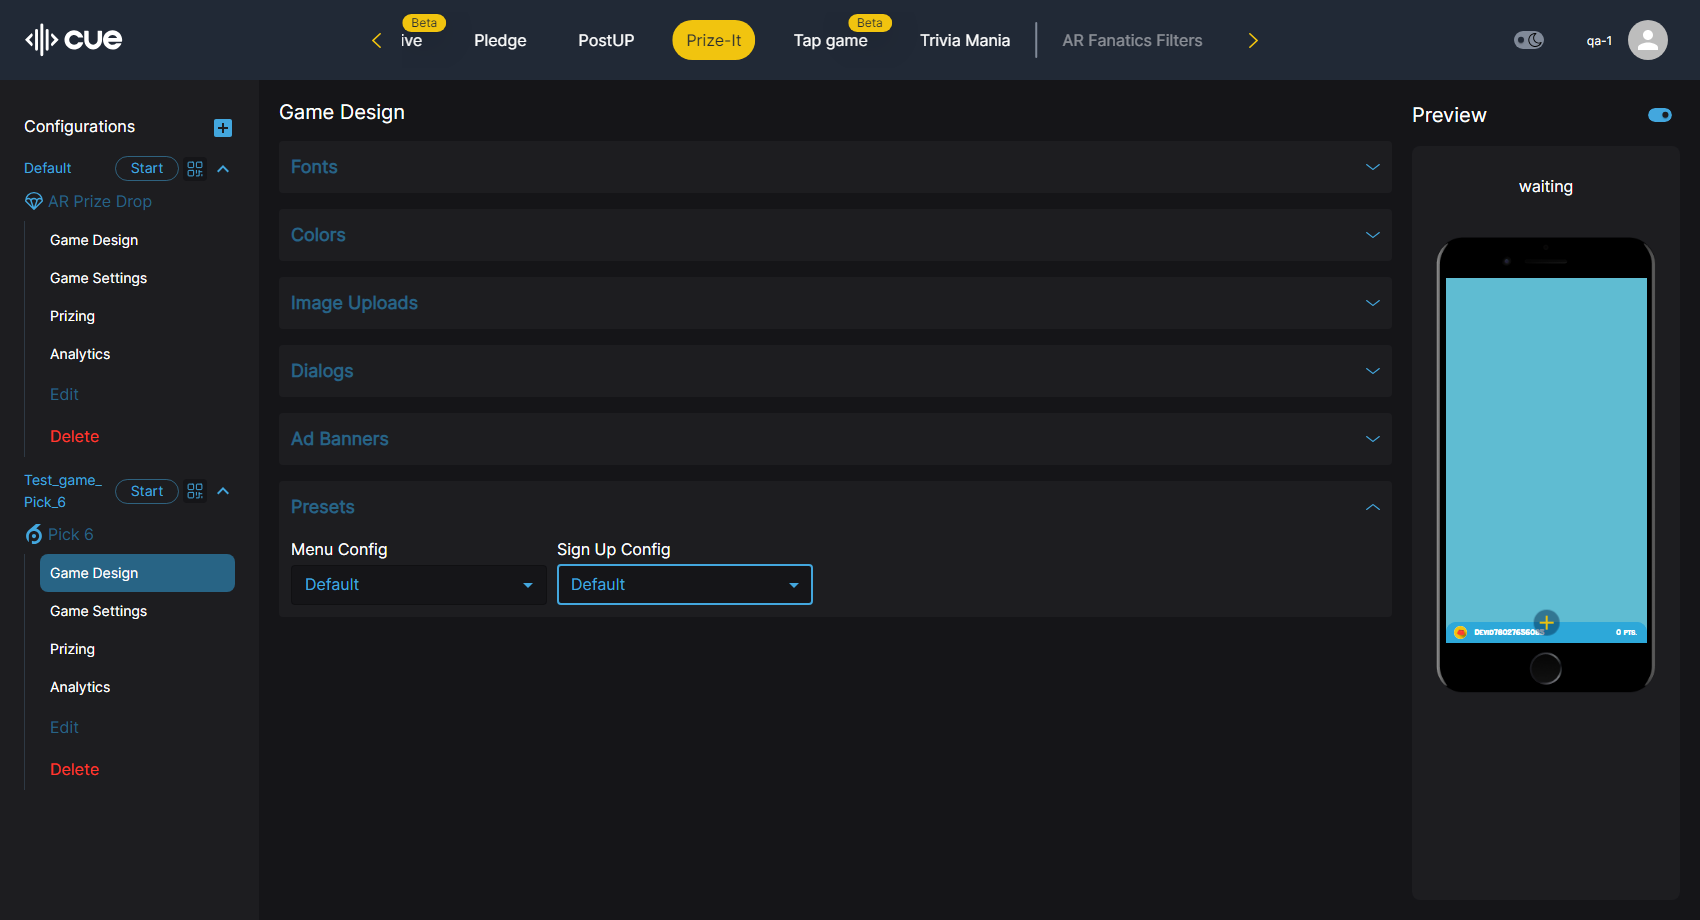 cue
Beta
ive
Pledge
PostUP
Prize-It
Beta
Tap game
Trivia Mania
AR Fanatics Filters
qa-1
Configurations
Default
Start
AR Prize Drop
Game Design
Game Settings
Prizing
Analytics
Edit
Delete
Test_game_
Pick_6
Start
Pick 6
Game Design
Game Settings
Prizing
Analytics
Edit
Delete
Game Design
Fonts
Colors
Image Uploads
Dialogs
Ad Banners
Presets
Menu Config
Sign Up Config
Default
Default
Preview
waiting
0 PTS.